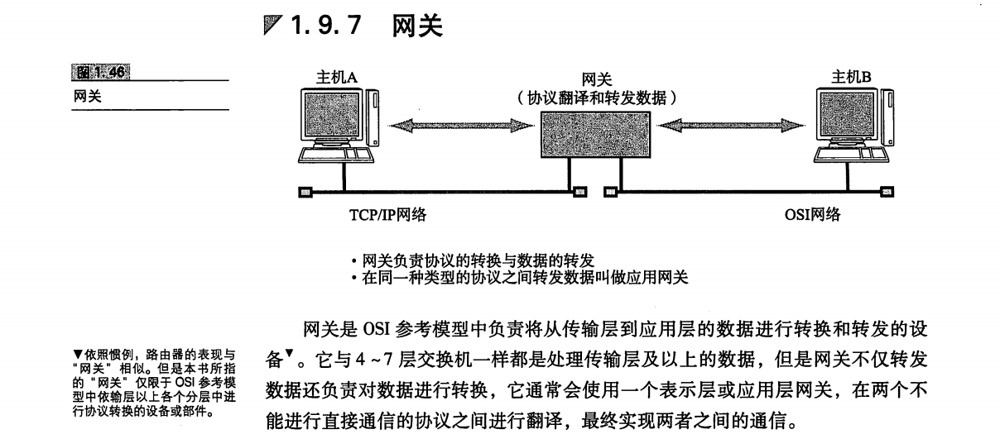 1.9.7 网关
图1.46
网关
主机A
网关
(协议翻译和转发数据)
主机B
TCP/IP网络
OSI网络
·网关负责协议的转换与数据的转发
·在同一种类型的协议之间转发数据叫做应用网关
网关是 OSI 参考模型中负责将从传输层到应用层的数据进行转换和转发的设
备▼。它与4~7层交换机一样都是处理传输层及以上的数据，但是网关不仅转发
数据还负责对数据进行转换，它通常会使用一个表示层或应用层网关，在两个不
能进行直接通信的协议之间进行翻译，最终实现两者之间的通信。
▼依照惯例，路由器的表现与
“网关”相似。但是本书所指
的“网关”仅限于OSI参考模
型中依输层以上各个分层中进
行协议转换的设备或部件。